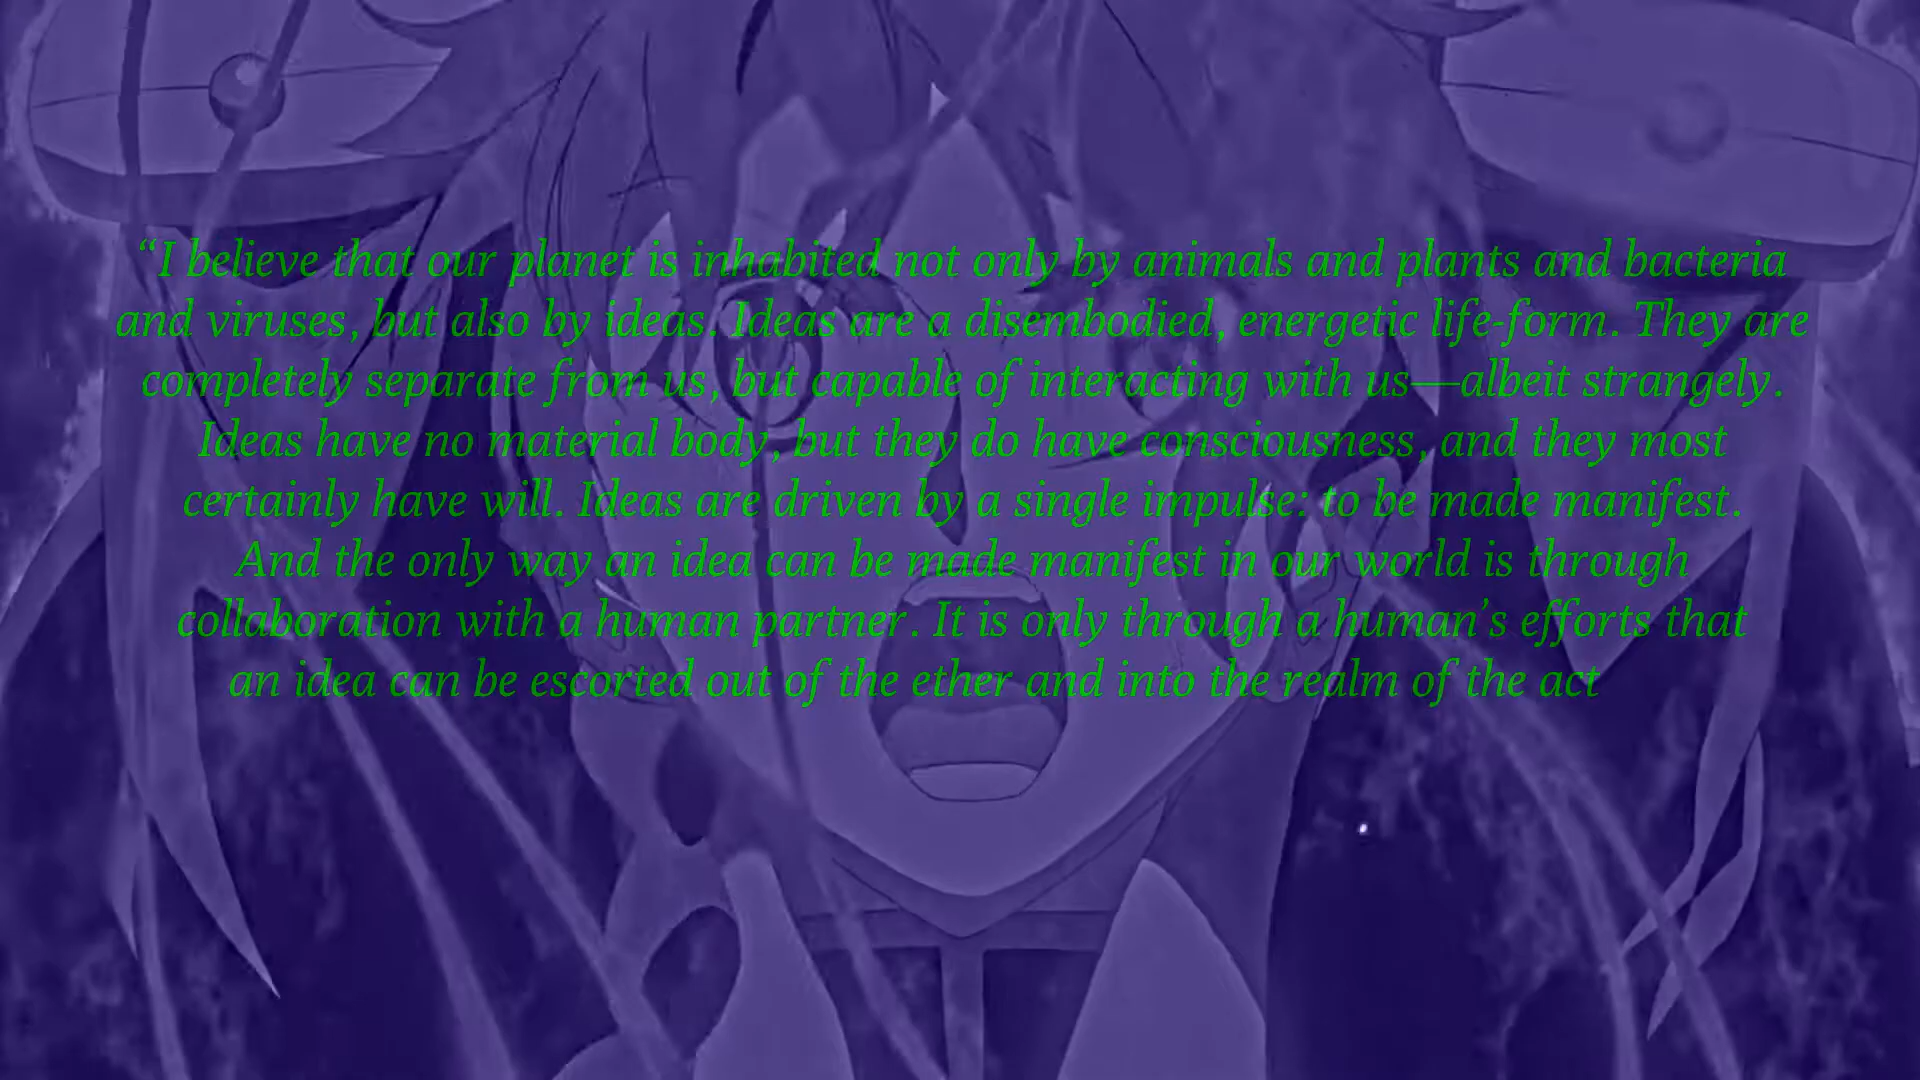 “I believe that our planet is inhabited not only by animals and plants and bacteria
and viruses, but also by ideas. Ideas are a disembodied, energetic life-form. They are
completely separate from us, but capable of interacting with us—albeit strangely.
Ideas have no material body, but they do have consciousness, and they most
certainly have will. Ideas are driven by a single impulse: to be made manifest.
And the only way an idea can be made manifest in our world is through
collaboration with a human partner. It is only through a human’s efforts that
an idea can be escorted out of the ether and into the realm of the act